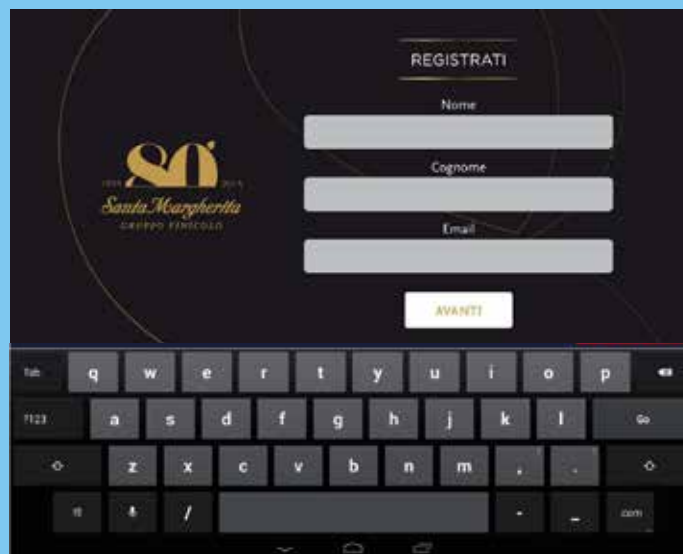 REGISTRATI
Nome
Cognome
Email
AVANTI
80
Santa Margherita
GRUPPO VINICOLO
Tab q w e r t y u i o p
?123 a s d f g h j k l Go
z x c v b n m , .
/ - _ .com